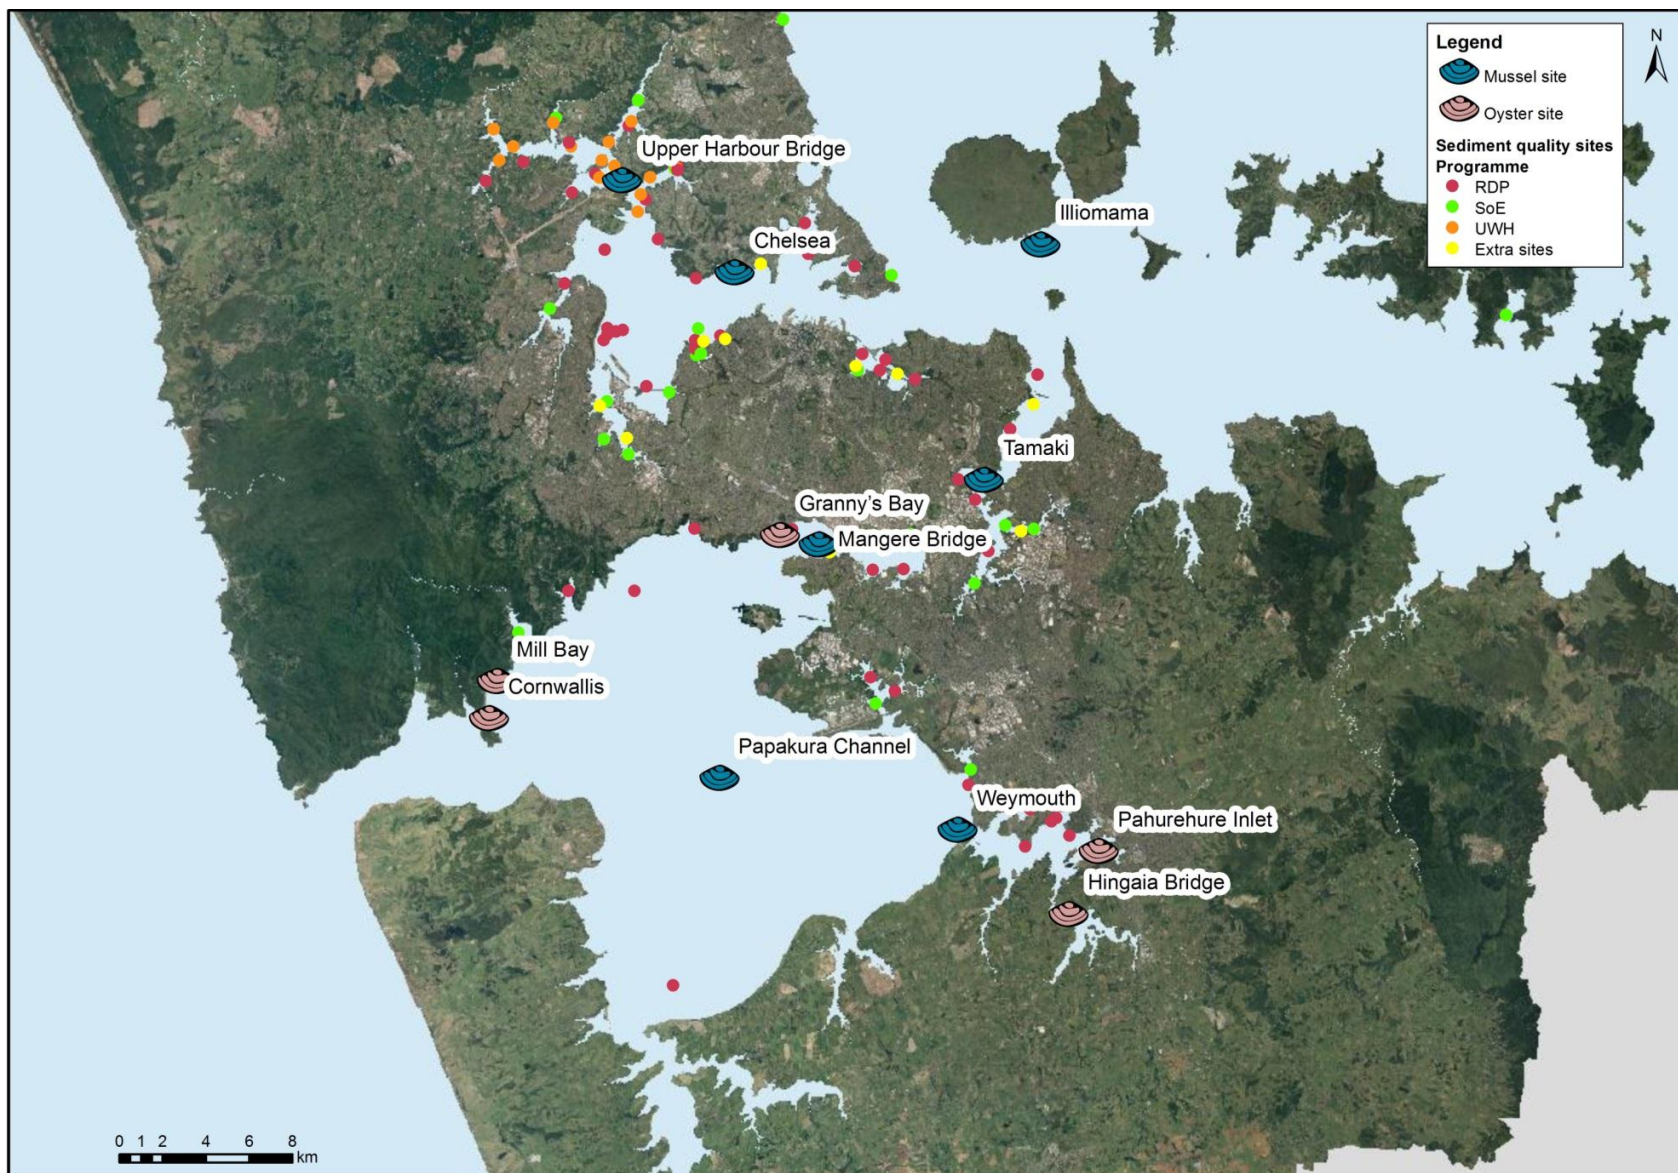 Legend
Mussel site
Oyster site
Sediment quality sites
Programme
RDP
SoE
UWH
Extra sites
N
Upper Harbour Bridge
Illiomama
Chelsea
Tamaki
Granny's Bay
Mangere Bridge
Mill Bay
Cornwallis
Papakura Channel
Weymouth
Pahurehure Inlet
Hingaia Bridge
0 1 2 4 6 8
km